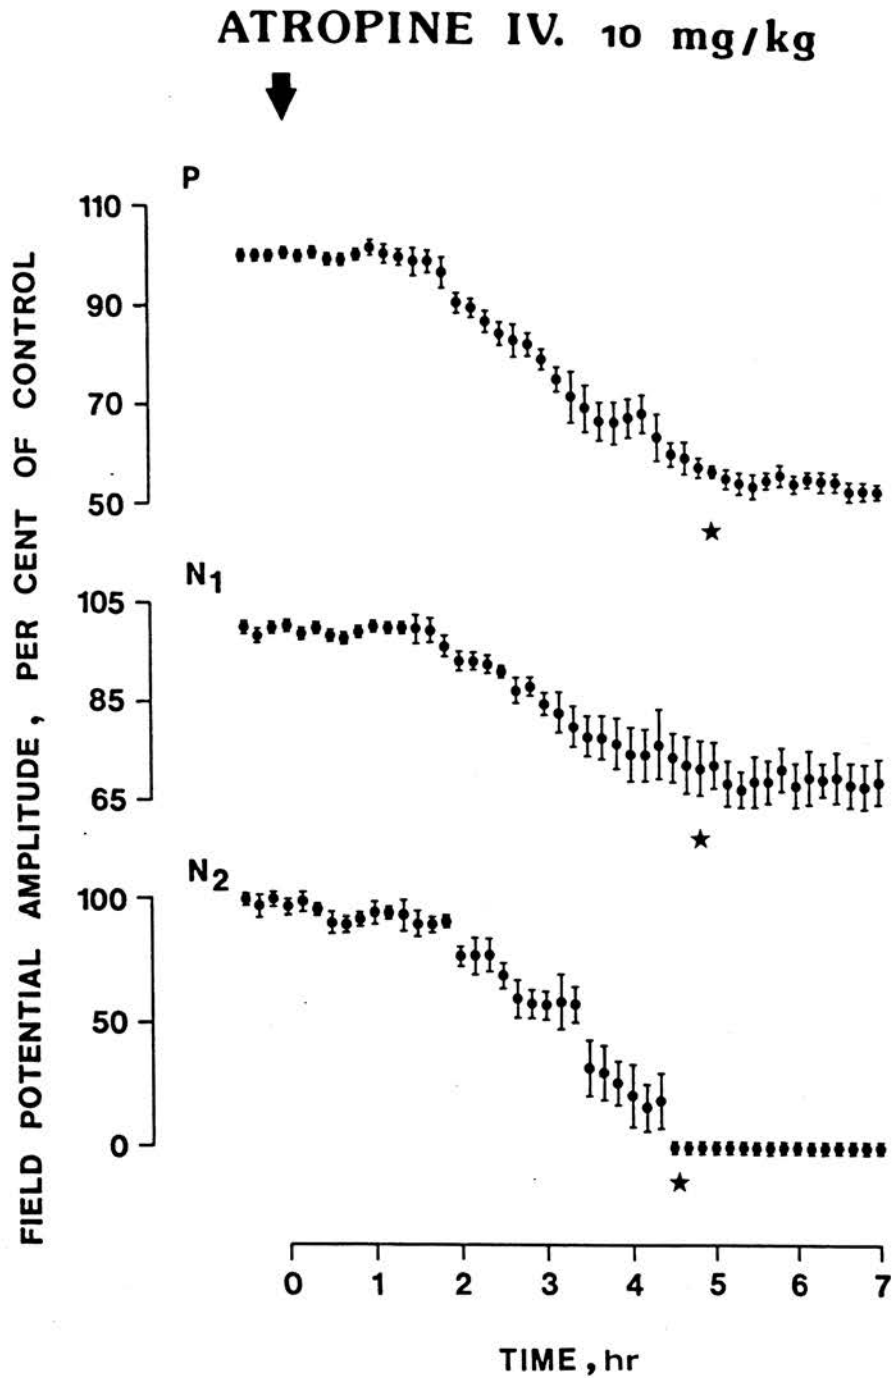 ATROPINE IV. 10 mg/kg
FIELD POTENTIAL AMPLITUDE, PER CENT OF CONTROL
P
110
90
70
50
N1
105
85
65
N2
100
50
0
0 1 2 3 4 5 6 7
TIME, hr